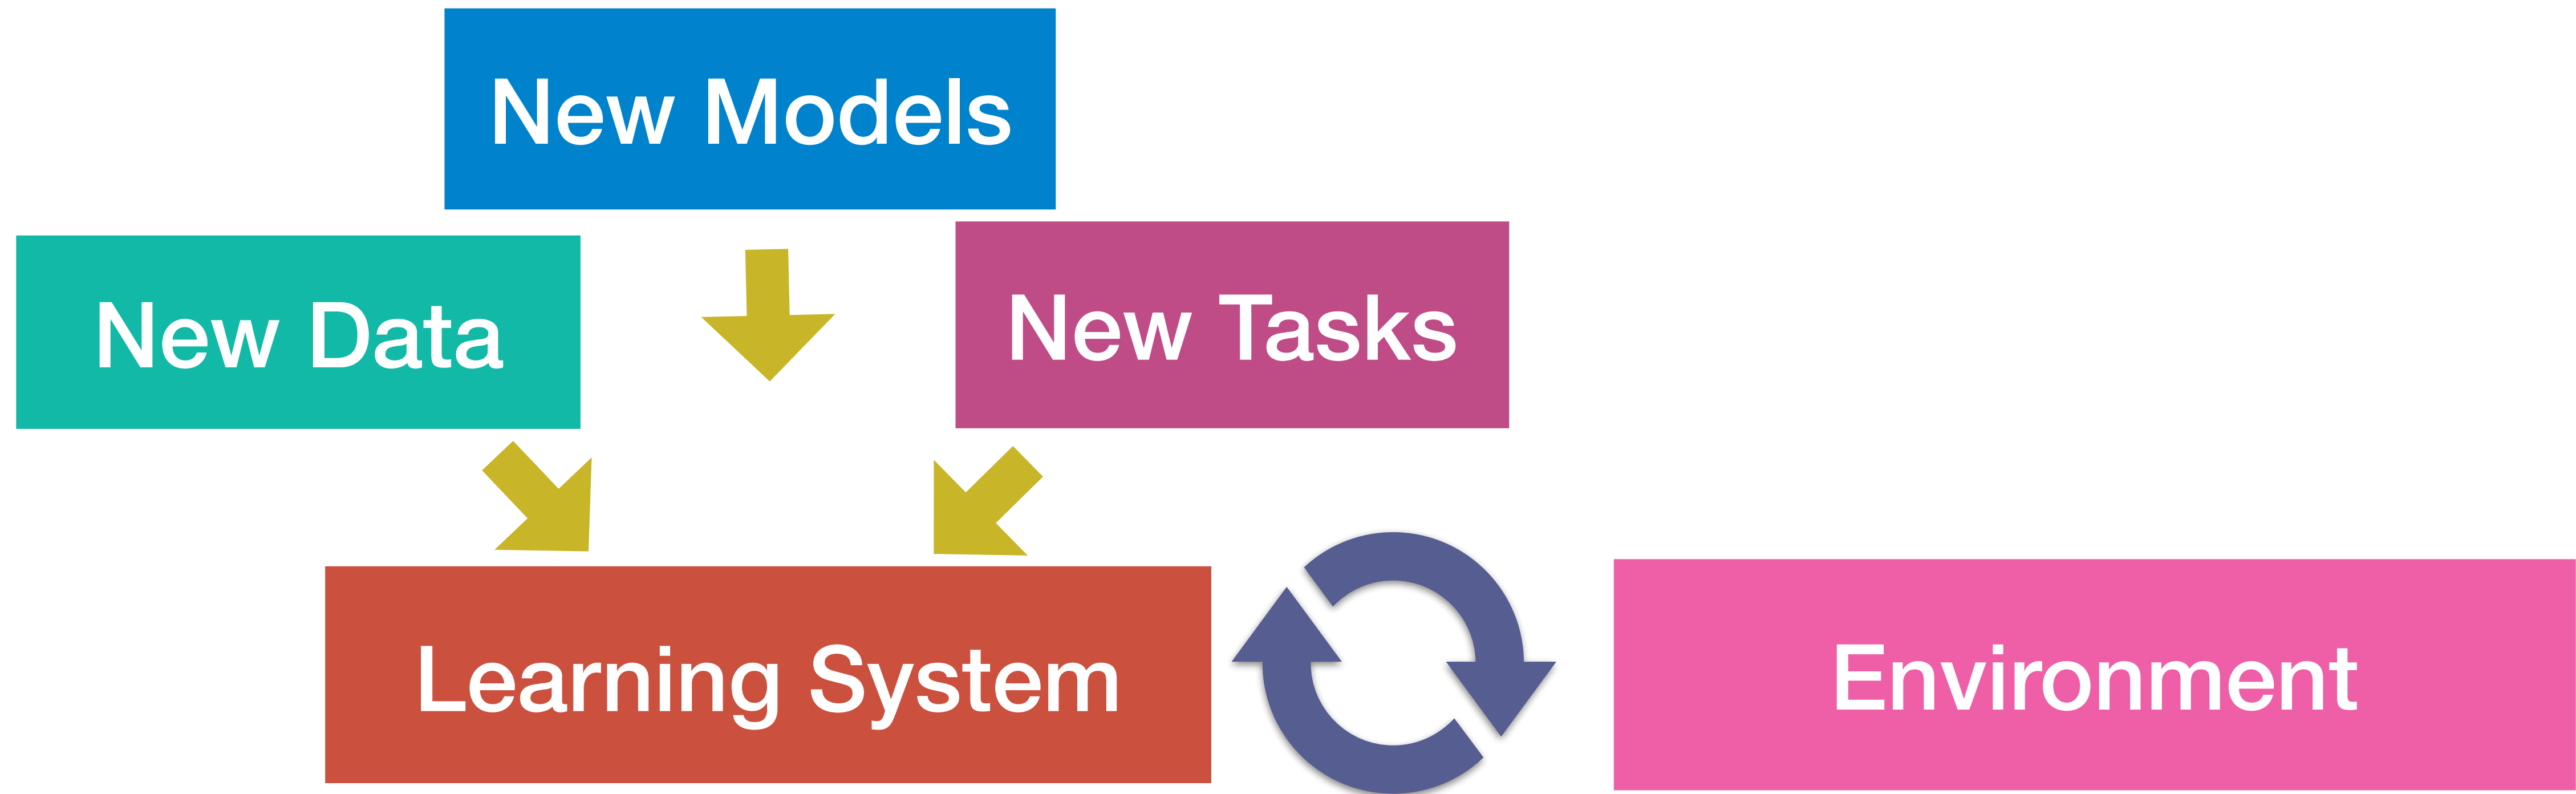 New Models
New Data
New Tasks
Learning System
Environment